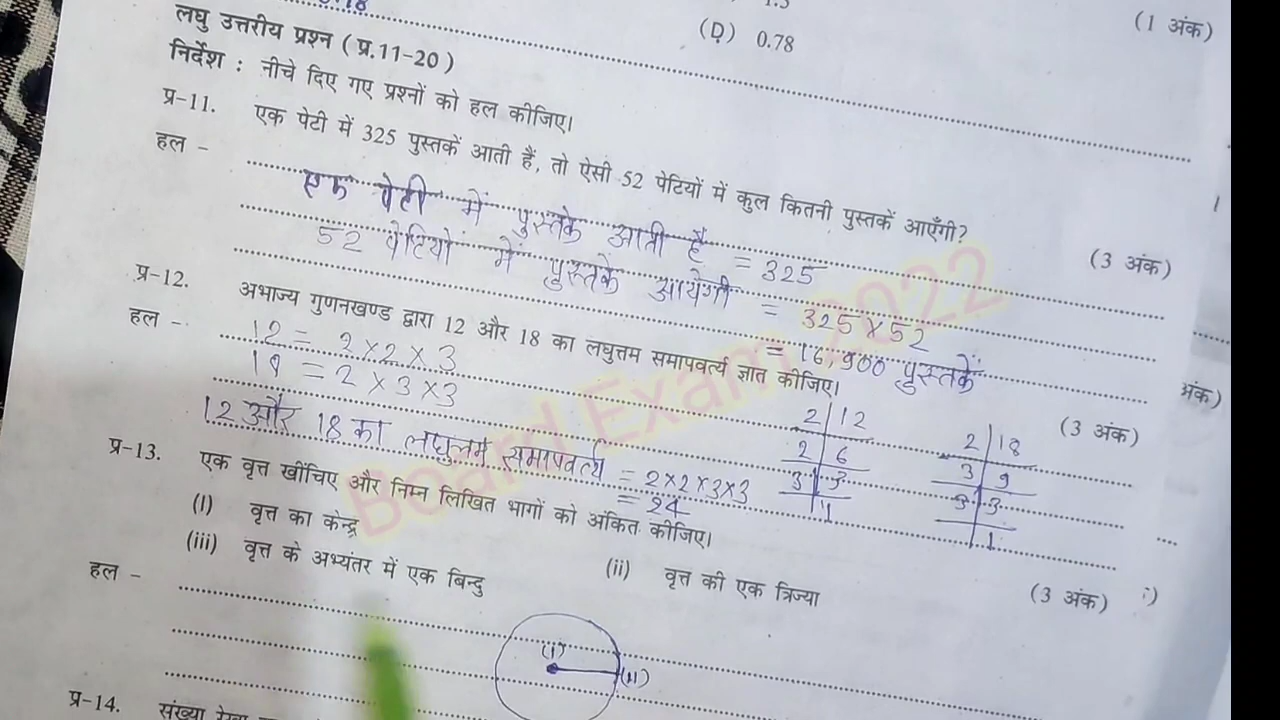 (1 अंक)
(D) 0.78
लघु उत्तरीय प्रश्न (प्र.11-20)
निर्देश : नीचे दिए गए प्रश्नों को हल कीजिए।
प्र-11. एक पेटी में 325 पुस्तकें आती हैं, तो ऐसी 52 पेटियों में कुल कितनी पुस्तकें आएँगी?
(3 अंक)
हल -
एक पेटी में पुस्तके आती है = 325
52 पेटियों में पुस्तके आयेगी = 325 × 52
= 16,900 पुस्तकें
प्र-12. अभाज्य गुणनखण्ड द्वारा 12 और 18 का लघुत्तम समापवर्त्य ज्ञात कीजिए।
(3 अंक)
हल -
12 = 2 × 2 × 3
18 = 2 × 3 × 3
12 और 18 का लघुलम समापवर्त्य = 2×2×3×3
= 24
2 | 12
2 | 6
3 | 3
1
2 | 18
3 | 9
3 | 3
1
प्र-13. एक वृत्त खींचिए और निम्न लिखित भागों को अंकित कीजिए।
(I) वृत्त का केन्द्र
(ii) वृत्त की एक त्रिज्या
(iii) वृत्त के अभ्यंतर में एक बिन्दु
(3 अंक)
हल -
(I)
(II)
प्र-14.
संख्या
Board Exam 2022
अंक)